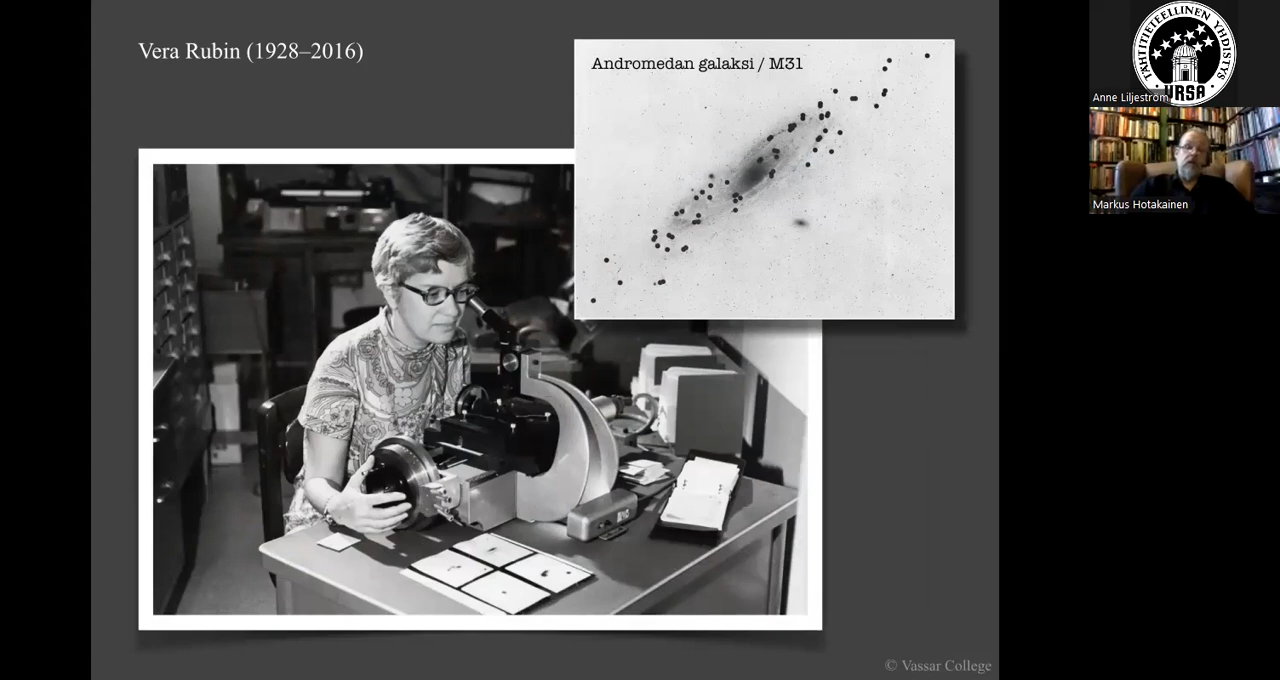 Vera Rubin (1928–2016)
Andromedan galaksi / M31
© Vassar College
TÄHTITIETEELLINEN YHDISTYS
URSA
Anne Liljeström
Markus Hotakainen